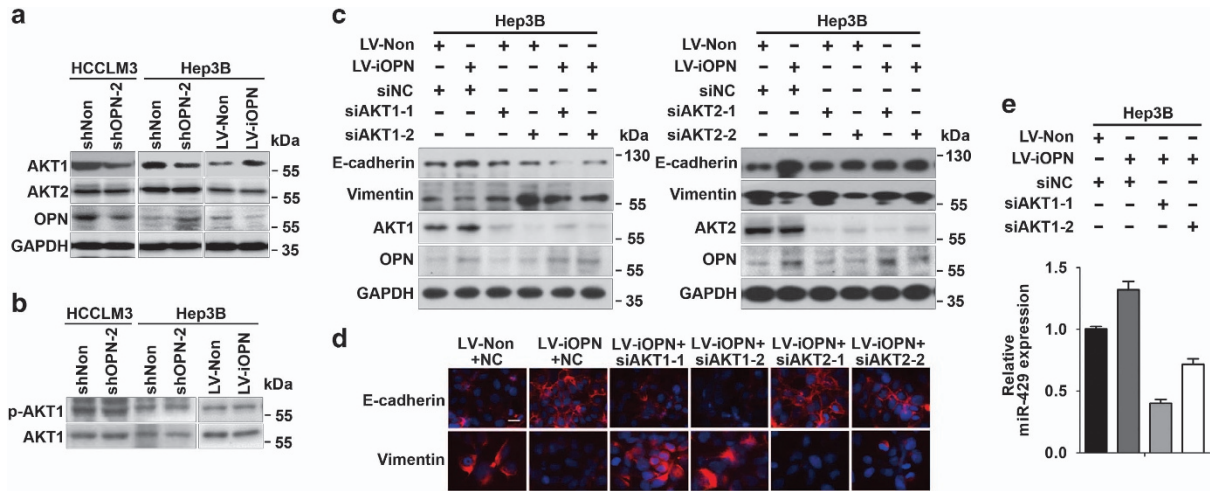 a
HCCLM3 Hep3B
shNon shOPN-2 shNon shOPN-2 LV-Non LV-iOPN kDa
AKT1 - 55
AKT2 - 55
OPN - 55
GAPDH - 35
b
HCCLM3 Hep3B
shNon shOPN-2 shNon shOPN-2 LV-Non LV-iOPN kDa
p-AKT1 - 55
AKT1 - 55
c
Hep3B
LV-Non + – + + – –
LV-iOPN – + – – + +
siNC + + – – – –
siAKT1-1 – – + – + –
siAKT1-2 – – – + – + kDa
E-cadherin - 130
Vimentin - 55
AKT1 - 55
OPN - 55
GAPDH - 35
Hep3B
LV-Non + – + + – –
LV-iOPN – + – – + +
siNC + + – – – –
siAKT2-1 – – + – + –
siAKT2-2 – – – + – + kDa
E-cadherin - 130
Vimentin - 55
AKT2 - 55
OPN - 55
GAPDH - 35
d
LV-Non LV-iOPN LV-iOPN+ LV-iOPN+ LV-iOPN+ LV-iOPN+
+NC +NC siAKT1-1 siAKT1-2 siAKT2-1 siAKT2-2
E-cadherin
Vimentin
e
Hep3B
LV-Non + – – –
LV-iOPN – + + +
siNC + + – –
siAKT1-1 – – + –
siAKT1-2 – – – +
Relative
miR-429 expression
1.5
1.0
0.5
0.0